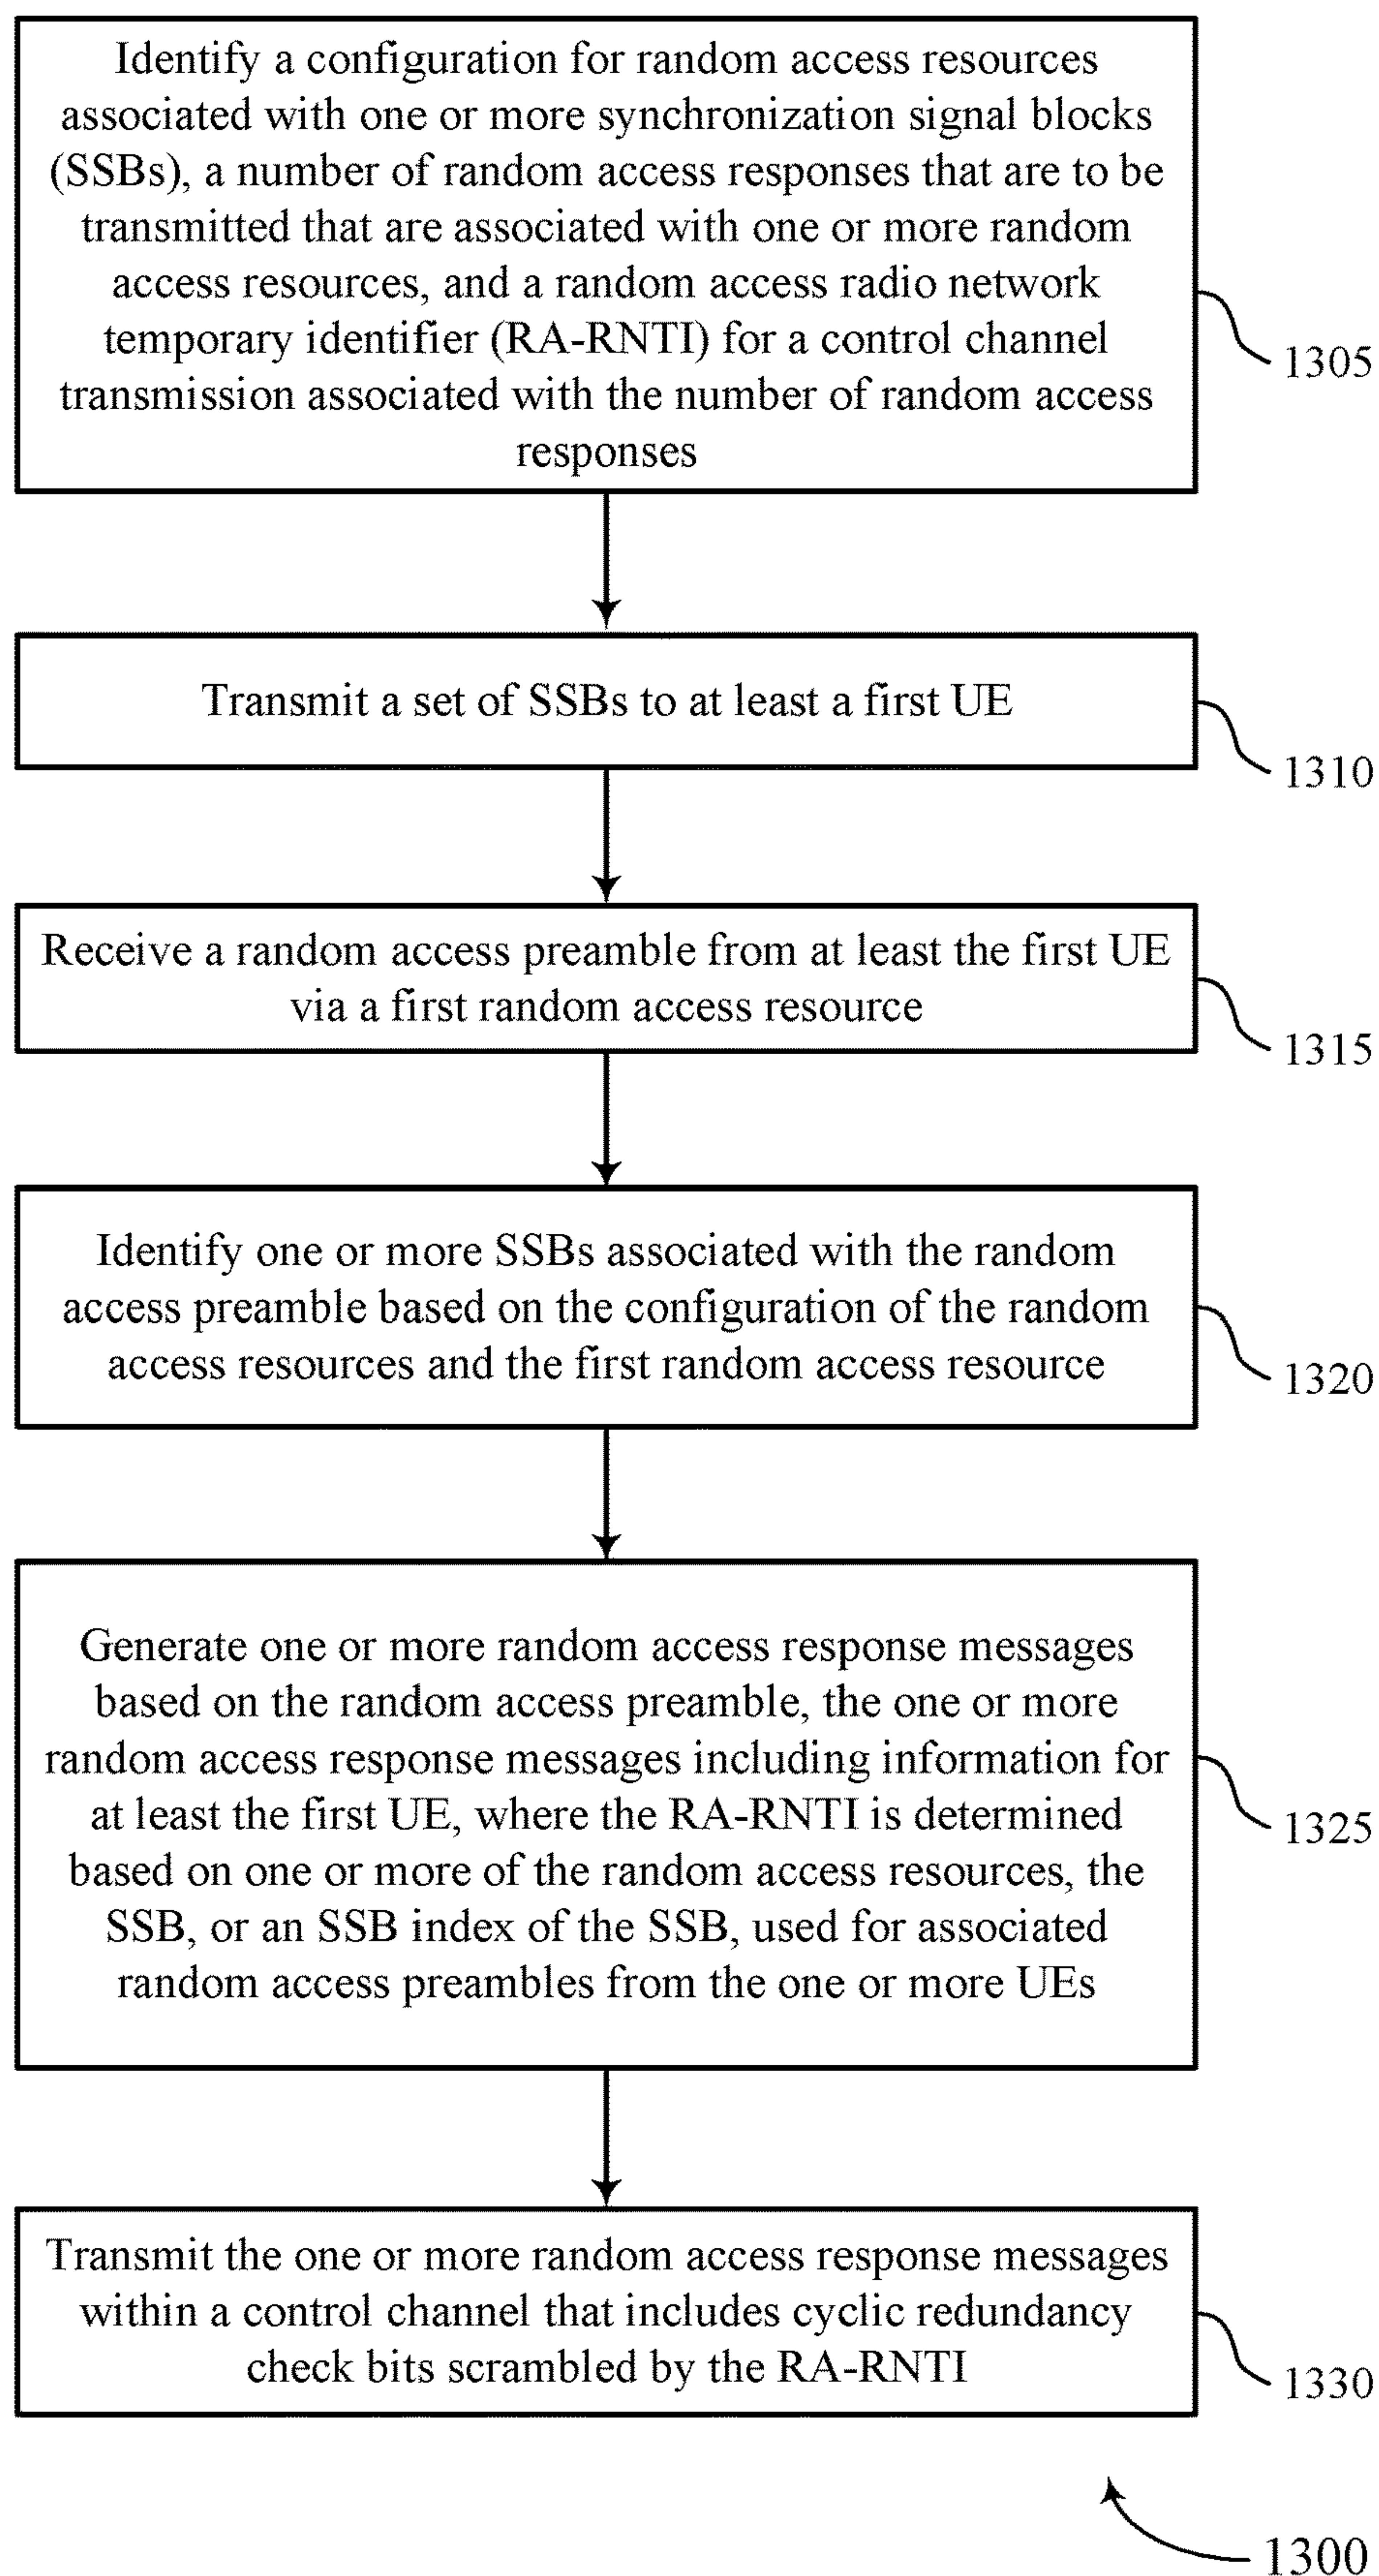 Identify a configuration for random access resources
associated with one or more synchronization signal blocks
(SSBs), a number of random access responses that are to be
transmitted that are associated with one or more random
access resources, and a random access radio network
temporary identifier (RA-RNTI) for a control channel
transmission associated with the number of random access
responses
1305
Transmit a set of SSBs to at least a first UE
1310
Receive a random access preamble from at least the first UE
via a first random access resource
1315
Identify one or more SSBs associated with the random
access preamble based on the configuration of the random
access resources and the first random access resource
1320
Generate one or more random access response messages
based on the random access preamble, the one or more
random access response messages including information for
at least the first UE, where the RA-RNTI is determined
based on one or more of the random access resources, the
SSB, or an SSB index of the SSB, used for associated
random access preambles from the one or more UEs
1325
Transmit the one or more random access response messages
within a control channel that includes cyclic redundancy
check bits scrambled by the RA-RNTI
1330
1300